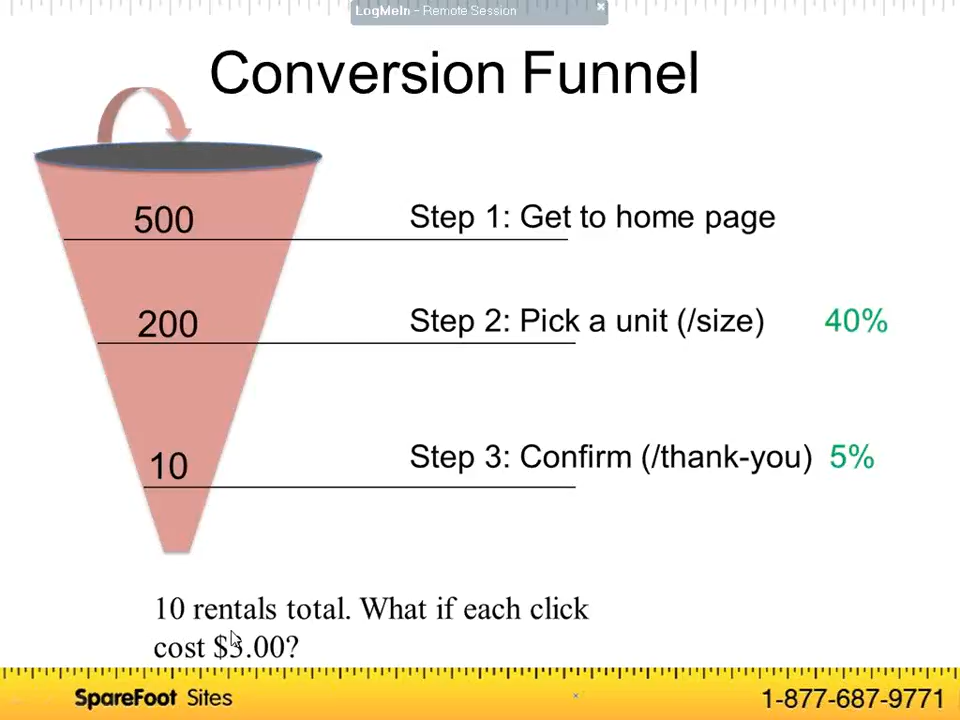 LogMeIn - Remote Session
Conversion Funnel
500
Step 1: Get to home page
200
Step 2: Pick a unit (/size)
40%
10
Step 3: Confirm (/thank-you)
5%
10 rentals total. What if each click
cost $3.00?
SpareFoot Sites
1-877-687-9771